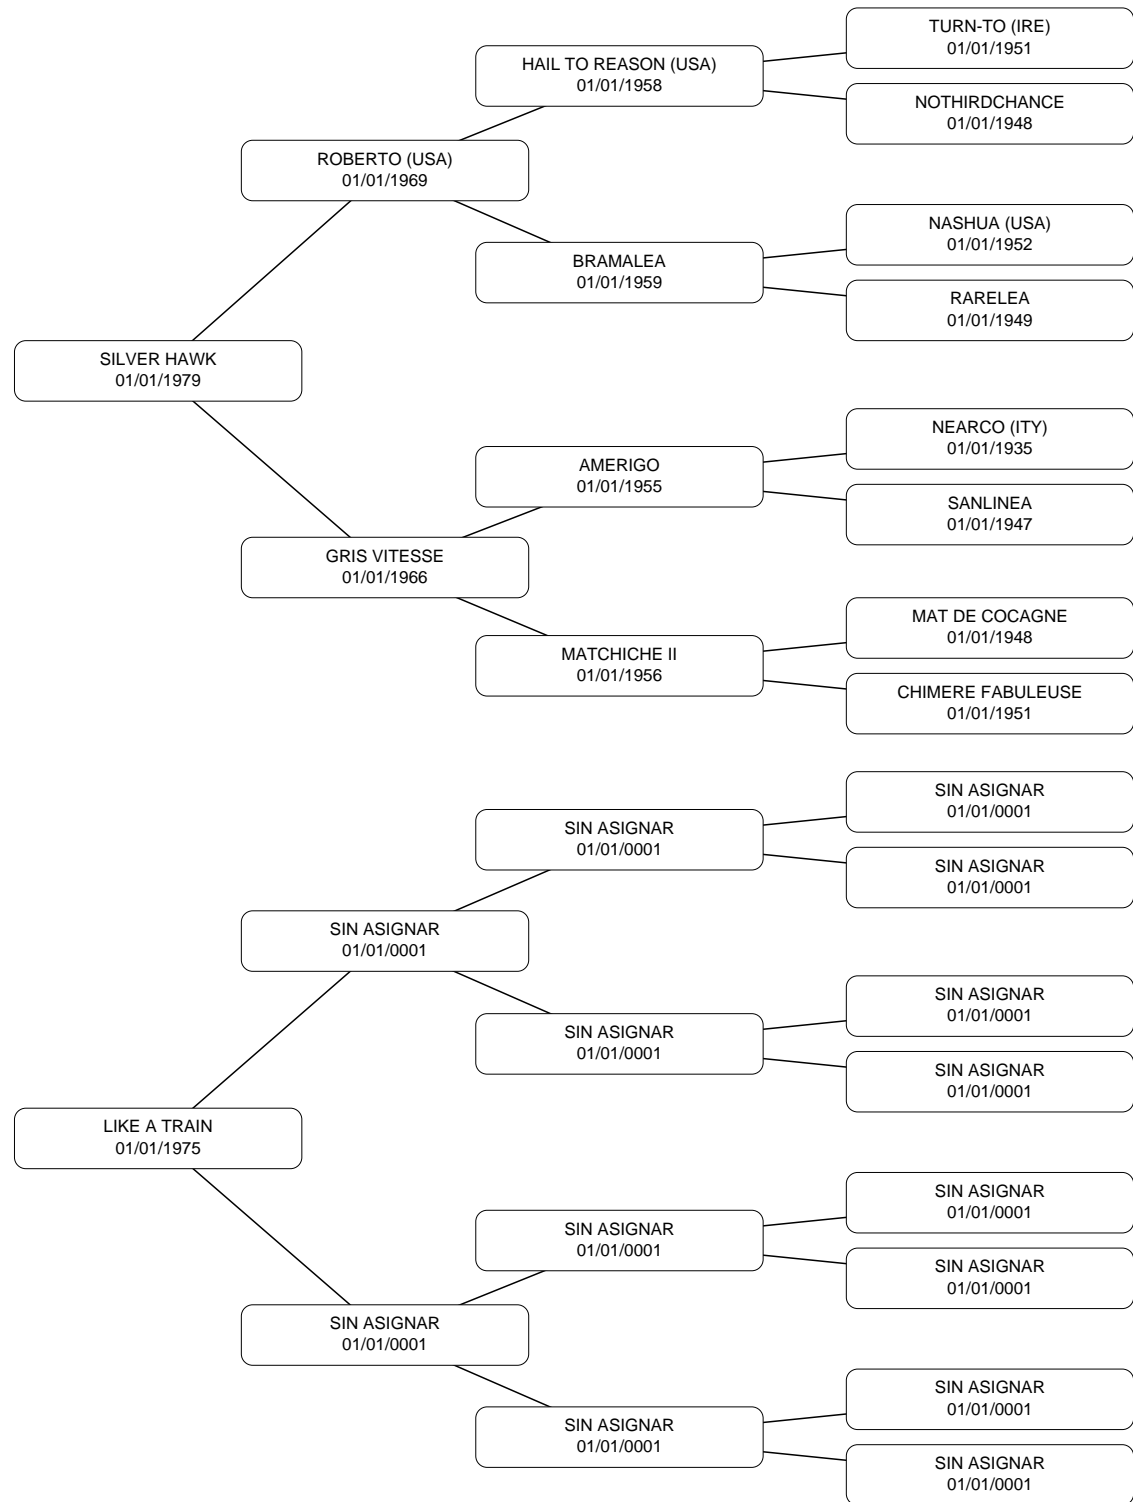 TURN-TO (IRE)
01/01/1951
HAIL TO REASON (USA)
01/01/1958
NOTHIRDCHANCE
01/01/1948
ROBERTO (USA)
01/01/1969
NASHUA (USA)
01/01/1952
BRAMALEA
01/01/1959
RARELEA
01/01/1949
SILVER HAWK
01/01/1979
NEARCO (ITY)
01/01/1935
AMERIGO
01/01/1955
SANLINEA
01/01/1947
GRIS VITESSE
01/01/1966
MAT DE COCAGNE
01/01/1948
MATCHICHE II
01/01/1956
CHIMERE FABULEUSE
01/01/1951
SIN ASIGNAR
01/01/0001
SIN ASIGNAR
01/01/0001
SIN ASIGNAR
01/01/0001
SIN ASIGNAR
01/01/0001
SIN ASIGNAR
01/01/0001
SIN ASIGNAR
01/01/0001
SIN ASIGNAR
01/01/0001
LIKE A TRAIN
01/01/1975
SIN ASIGNAR
01/01/0001
SIN ASIGNAR
01/01/0001
SIN ASIGNAR
01/01/0001
SIN ASIGNAR
01/01/0001
SIN ASIGNAR
01/01/0001
SIN ASIGNAR
01/01/0001
SIN ASIGNAR
01/01/0001